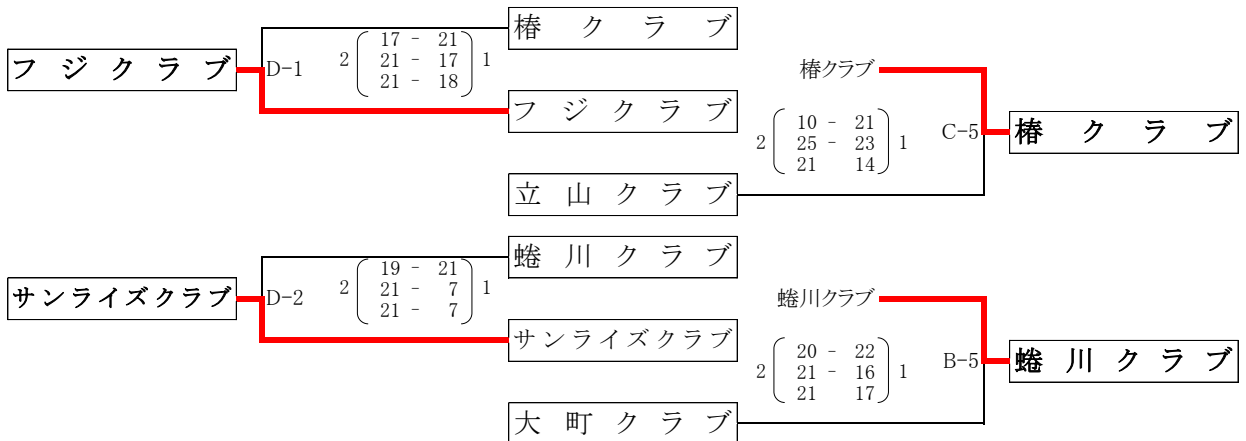 椿クラブ
フジクラブ D-1 2 17 - 21 1
21 - 17
21 - 18
フジクラブ
椿クラブ
2 10 - 21 1 C-5 椿クラブ
25 - 23
21 14
立山クラブ
蜷川クラブ
サンライズクラブ D-2 2 19 - 21 1
21 - 7
21 - 7
サンライズクラブ
蜷川クラブ
2 20 - 22 1 B-5 蜷川クラブ
21 - 16
21 17
大町クラブ